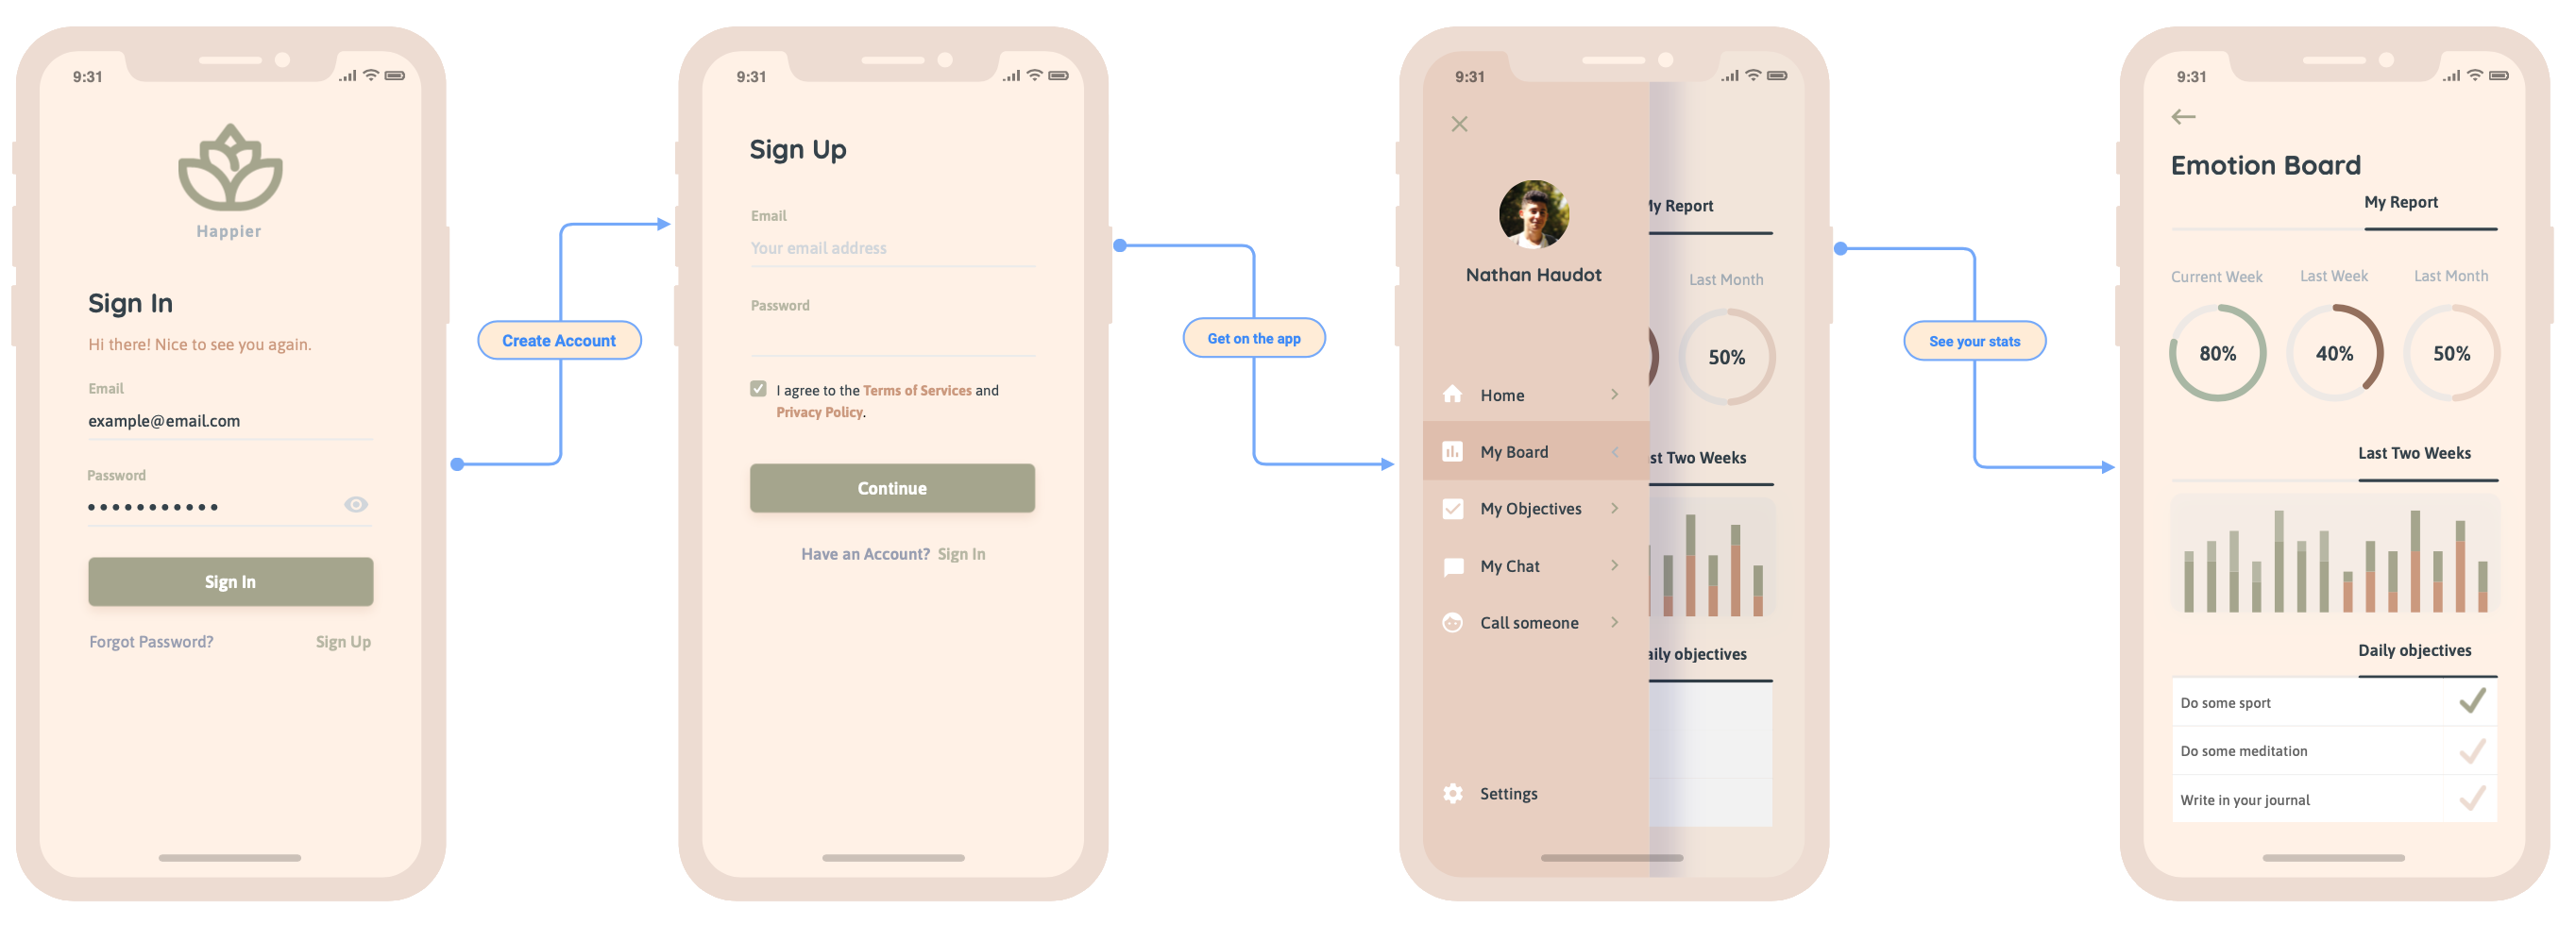 9:31
Happier
Sign In
Hi there! Nice to see you again.
Email
example@email.com
Password
Sign In
Forgot Password? Sign Up
Create Account
9:31
Sign Up
Email
Your email address
Password
I agree to the Terms of Services and
Privacy Policy.
Continue
Have an Account? Sign In
Get on the app
9:31
Nathan Haudot
Home
My Board
My Objectives
My Chat
Call someone
Settings
My Report
Last Month
50%
st Two Weeks
aily objectives
See your stats
9:31
Emotion Board
My Report
Current Week Last Week Last Month
80% 40% 50%
Last Two Weeks
Daily objectives
Do some sport
Do some meditation
Write in your journal